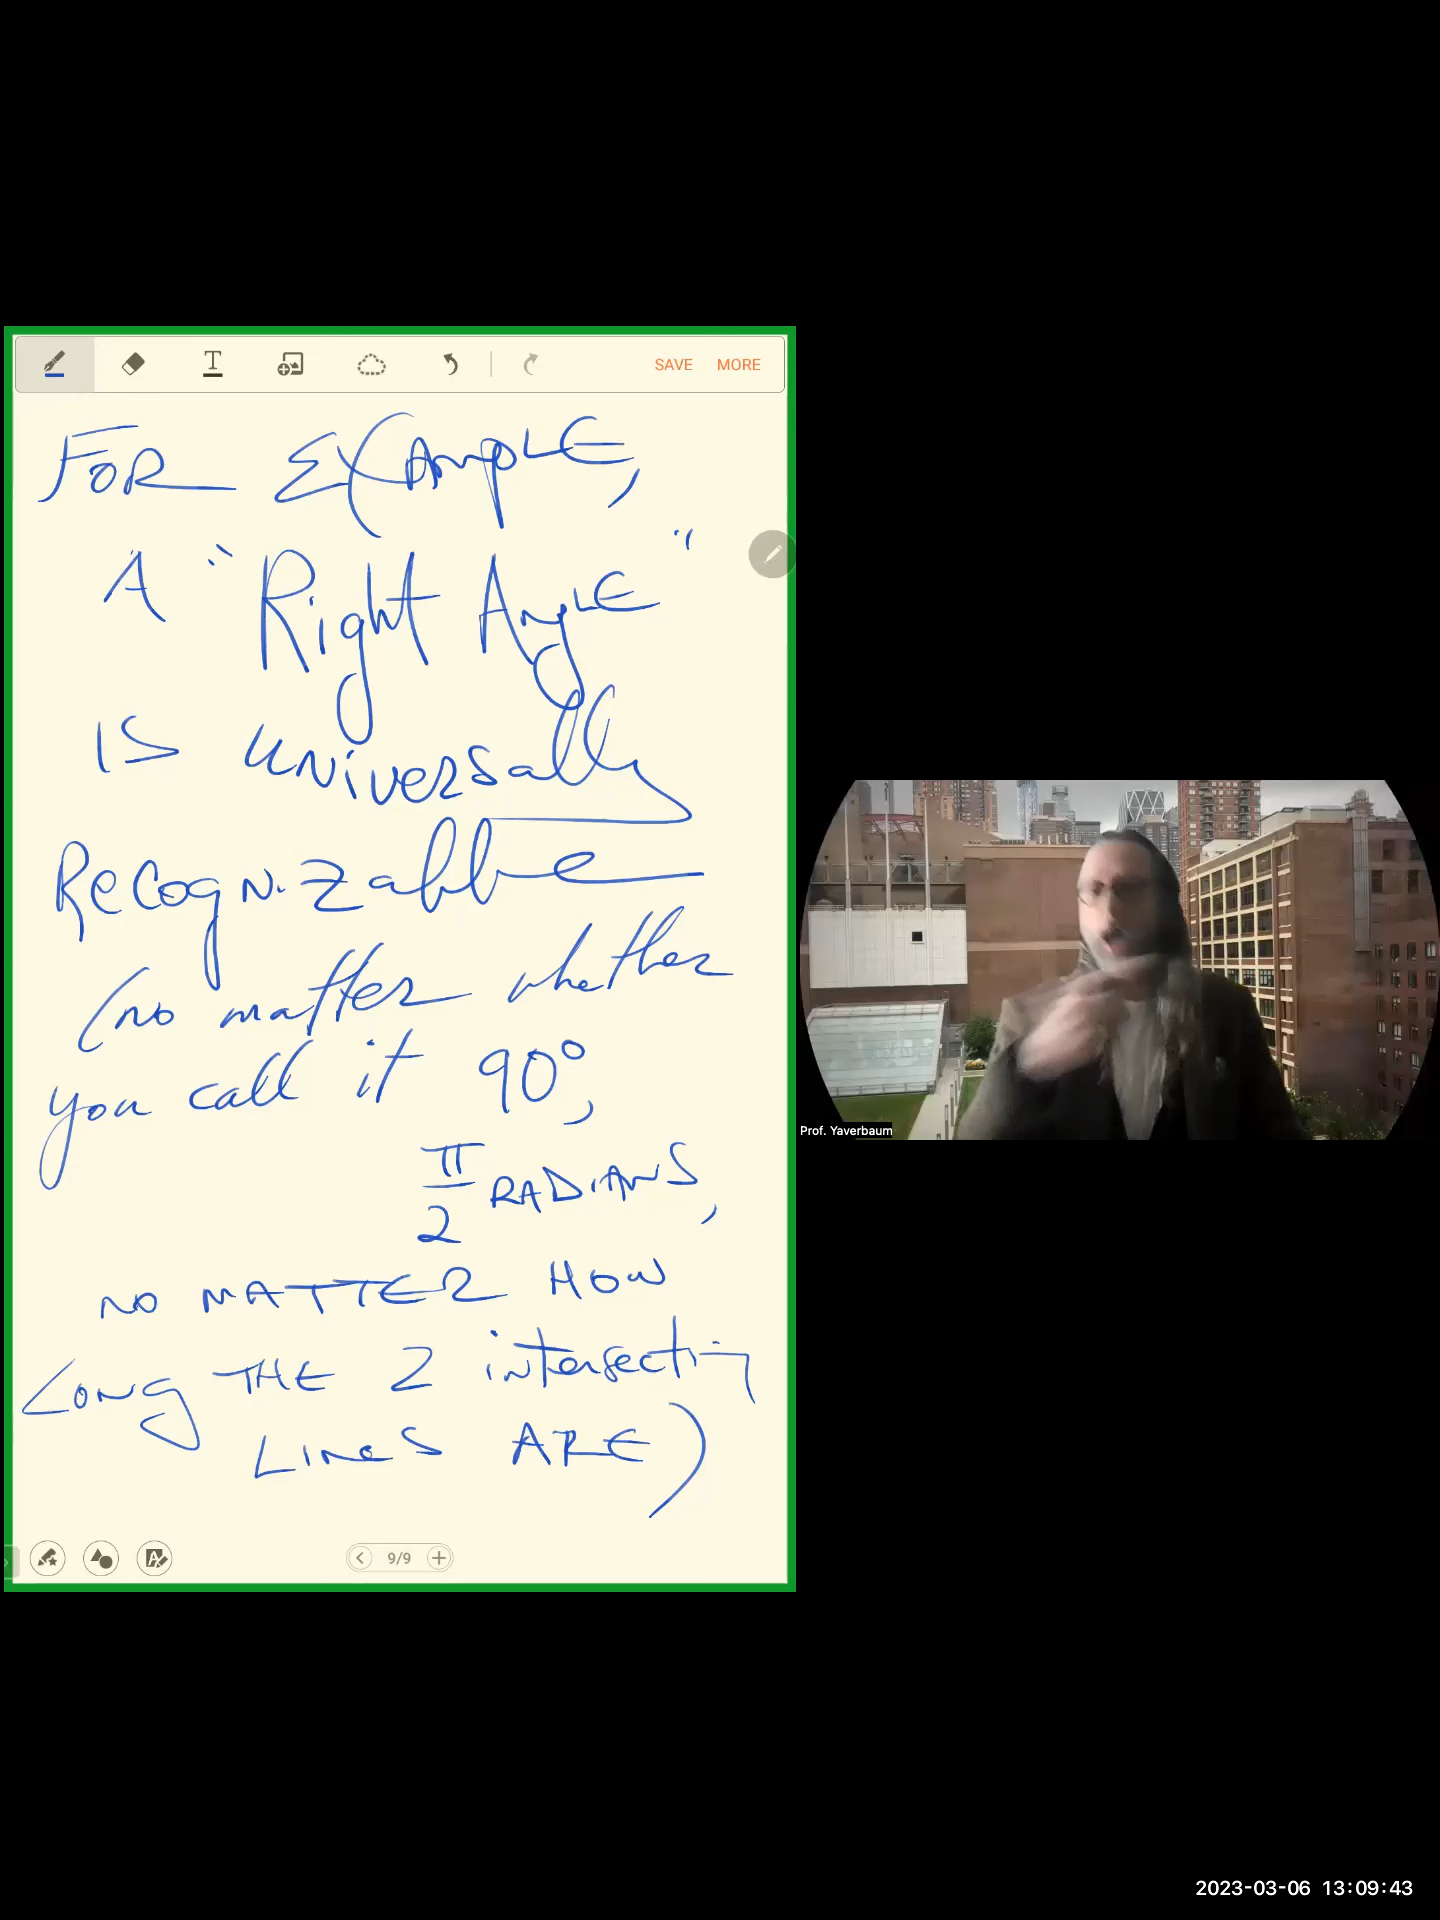 SAVE MORE
FOR EXAMPLE,
A "Right AngLE"
IS universally
Recognizable
(no matter whether
you call it 90°,
π/2 RADIANS,
NO MATTER HOW
LONG THE 2 intersecting
LINES ARE)
9/9
Prof. Yaverbaum
2023-03-06 13:09:43